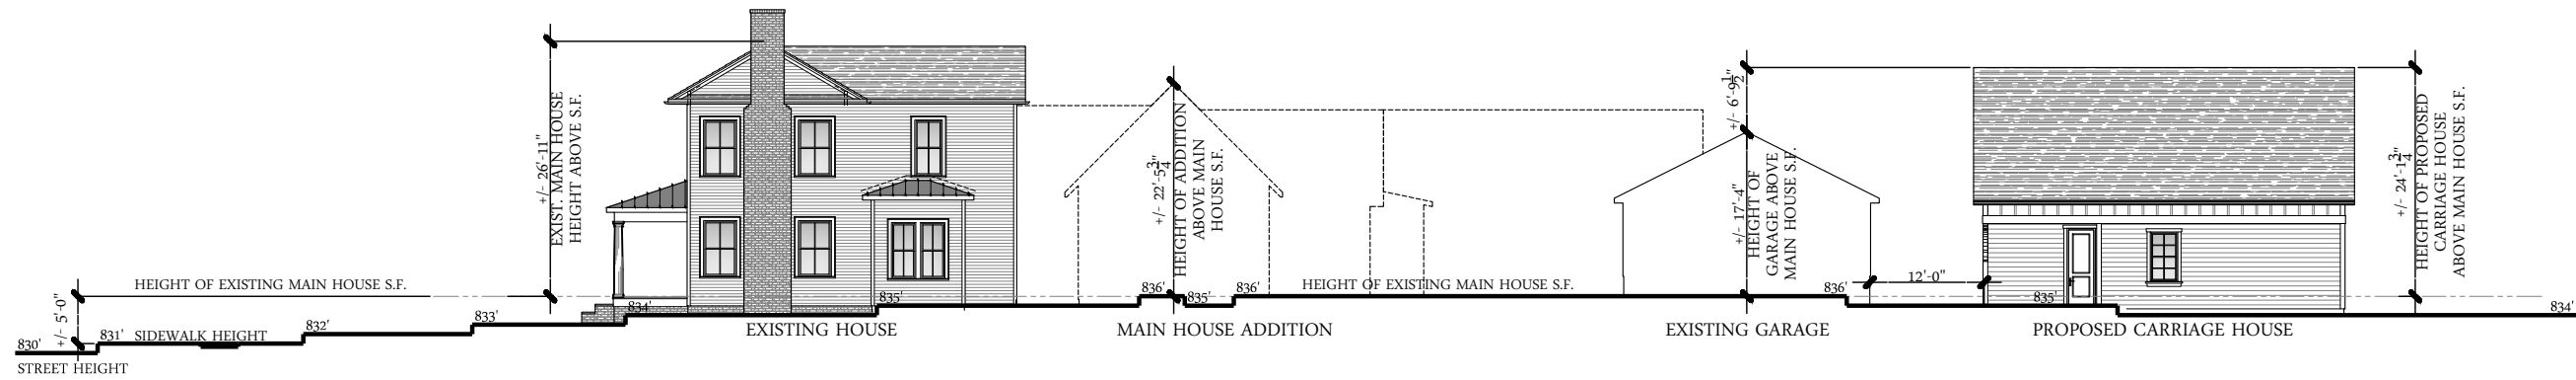 830'
STREET HEIGHT
+/- 5'-0"
831'
SIDEWALK HEIGHT
HEIGHT OF EXISTING MAIN HOUSE S.F.
832'
833'
+/- 26'-11"
EXIST. MAIN HOUSE
HEIGHT ABOVE S.F.
834'
835'
EXISTING HOUSE
+/- 22'-5 3/4"
HEIGHT OF ADDITION
ABOVE MAIN
HOUSE S.F.
836'
835'
836'
MAIN HOUSE ADDITION
HEIGHT OF EXISTING MAIN HOUSE S.F.
+/- 6'-9 1/2"
+/- 17'-4"
HEIGHT OF
GARAGE ABOVE
MAIN HOUSE S.F.
EXISTING GARAGE
836'
12'-0"
835'
PROPOSED CARRIAGE HOUSE
+/- 24'-1 3/4"
HEIGHT OF PROPOSED
CARRIAGE HOUSE
ABOVE MAIN HOUSE S.F.
834'